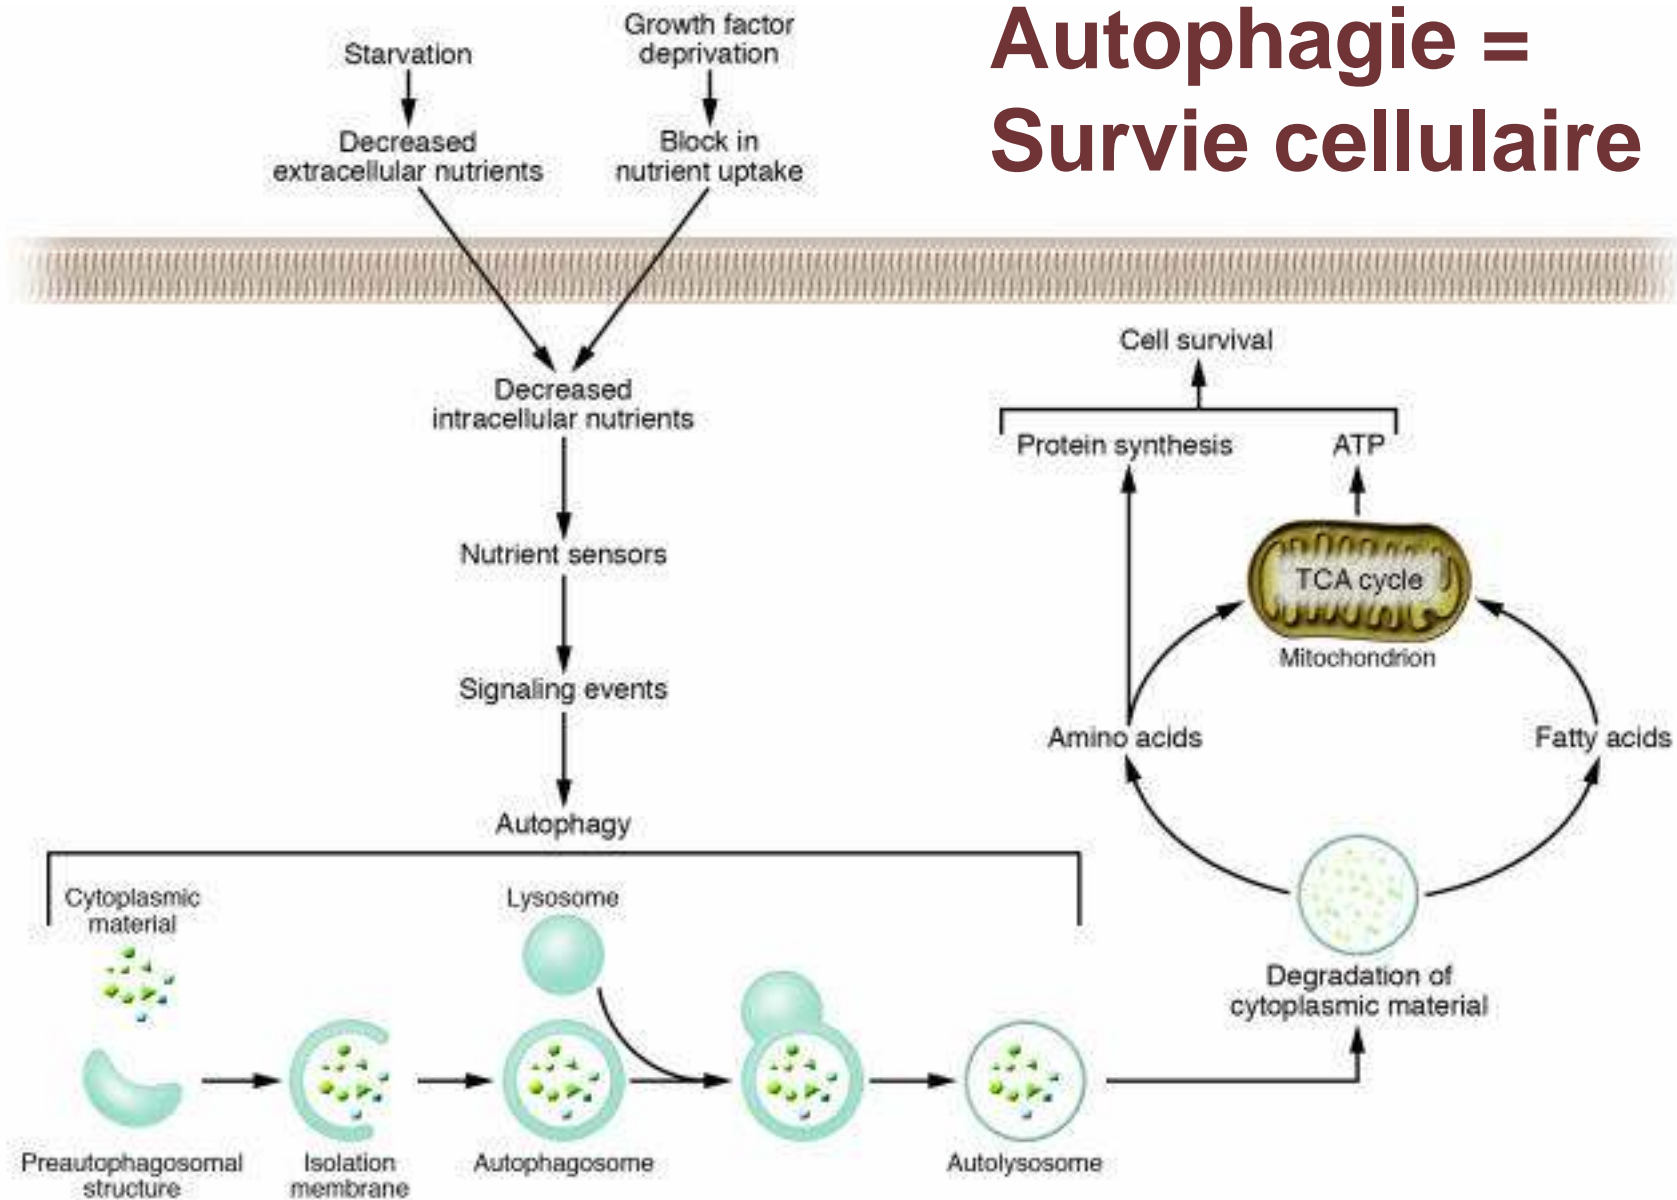 Autophagie =
Survie cellulaire
Starvation
Growth factor
deprivation
Decreased
extracellular nutrients
Block in
nutrient uptake
Decreased
intracellular nutrients
Nutrient sensors
Signaling events
Autophagy
Cytoplasmic
material
Lysosome
Preautophagosomal
structure
Isolation
membrane
Autophagosome
Autolysosome
Cell survival
Protein synthesis
ATP
TCA cycle
Mitochondrion
Amino acids
Fatty acids
Degradation of
cytoplasmic material